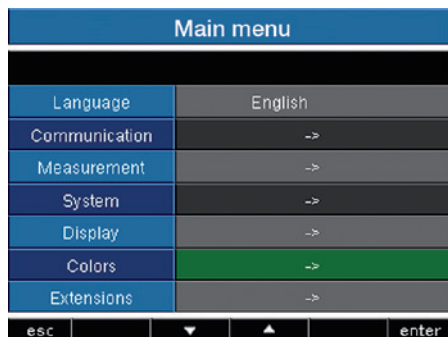 Main menu
Language English
Communication ->
Measurement ->
System ->
Display ->
Colors ->
Extensions ->
esc ▼ ▲ enter